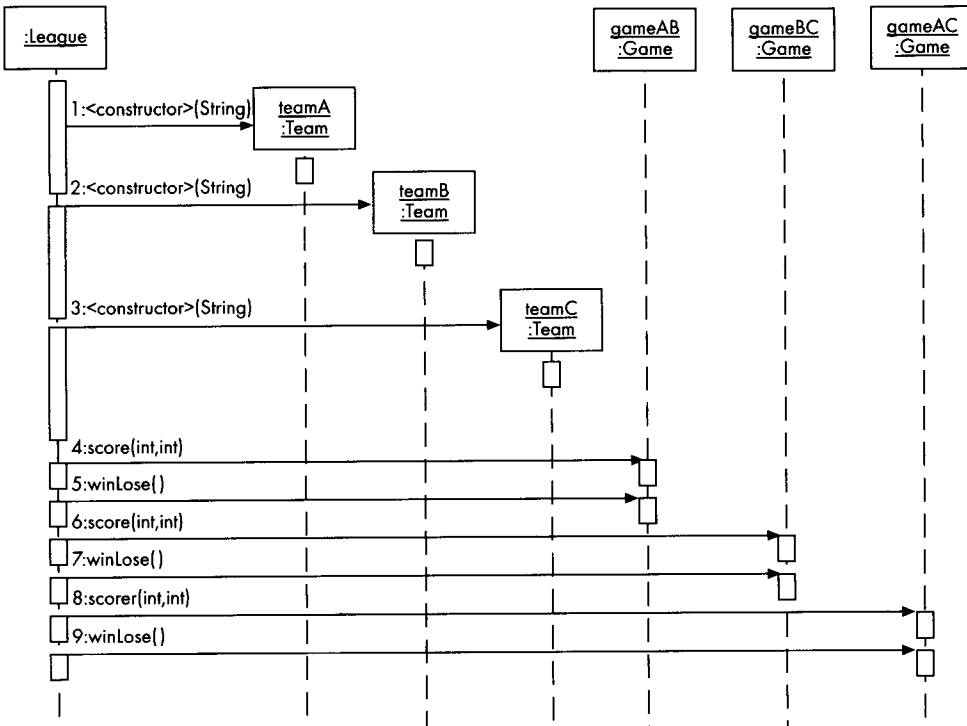 :League
gameAB
:Game
gameBC
:Game
gameAC
:Game
1:<constructor>(String)
teamA
:Team
2:<constructor>(String)
teamB
:Team
3:<constructor>(String)
teamC
:Team
4:score(int,int)
5:winLose()
6:score(int,int)
7:winLose()
8:scorer(int,int)
9:winLose()